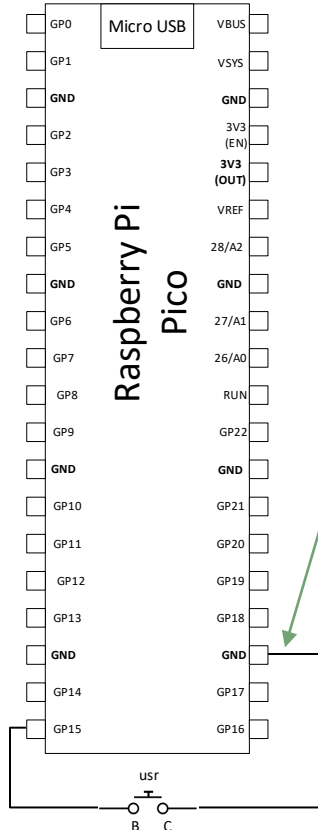 Micro USB
GP0 VBUS
GP1 VSYS
GND GND
GP2 3V3
(EN)
GP3 3V3
(OUT)
GP4 VREF
GP5 28/A2
GND GND
GP6 27/A1
GP7 26/A0
GP8 RUN
GP9 GP22
GND GND
GP10 GP21
GP11 GP20
GP12 GP19
GP13 GP18
GND GND
GP14 GP17
GP15 GP16
Raspberry Pi
Pico
usr
B C